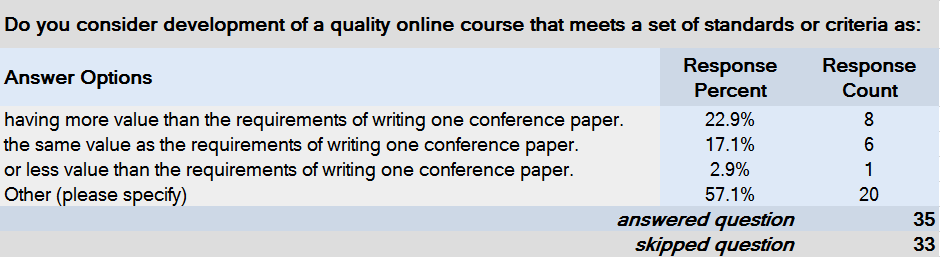 Do you consider development of a quality online course that meets a set of standards or criteria as:
Answer Options Response Percent Response Count
having more value than the requirements of writing one conference paper. 22.9% 8
the same value as the requirements of writing one conference paper. 17.1% 6
or less value than the requirements of writing one conference paper. 2.9% 1
Other (please specify) 57.1% 20
answered question 35
skipped question 33